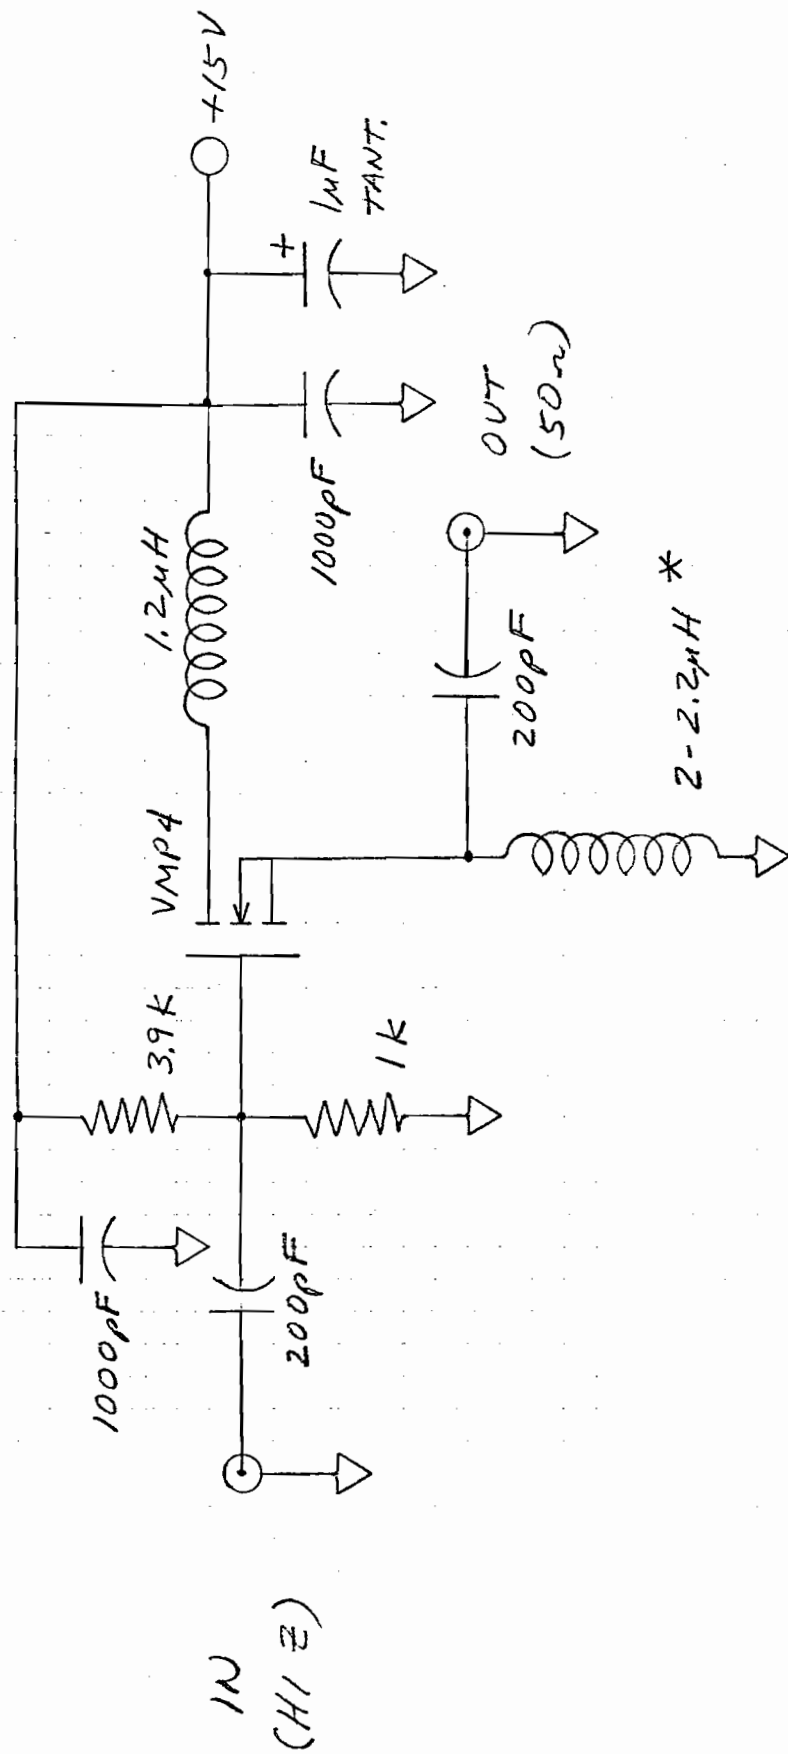 1000pF
3.9K
VMP4
1.2µH
+15V
1µF
TANT.
1000pF
IN
(HI Z)
200pF
1K
200pF
OUT
(50Ω)
2-2.2µH *
+